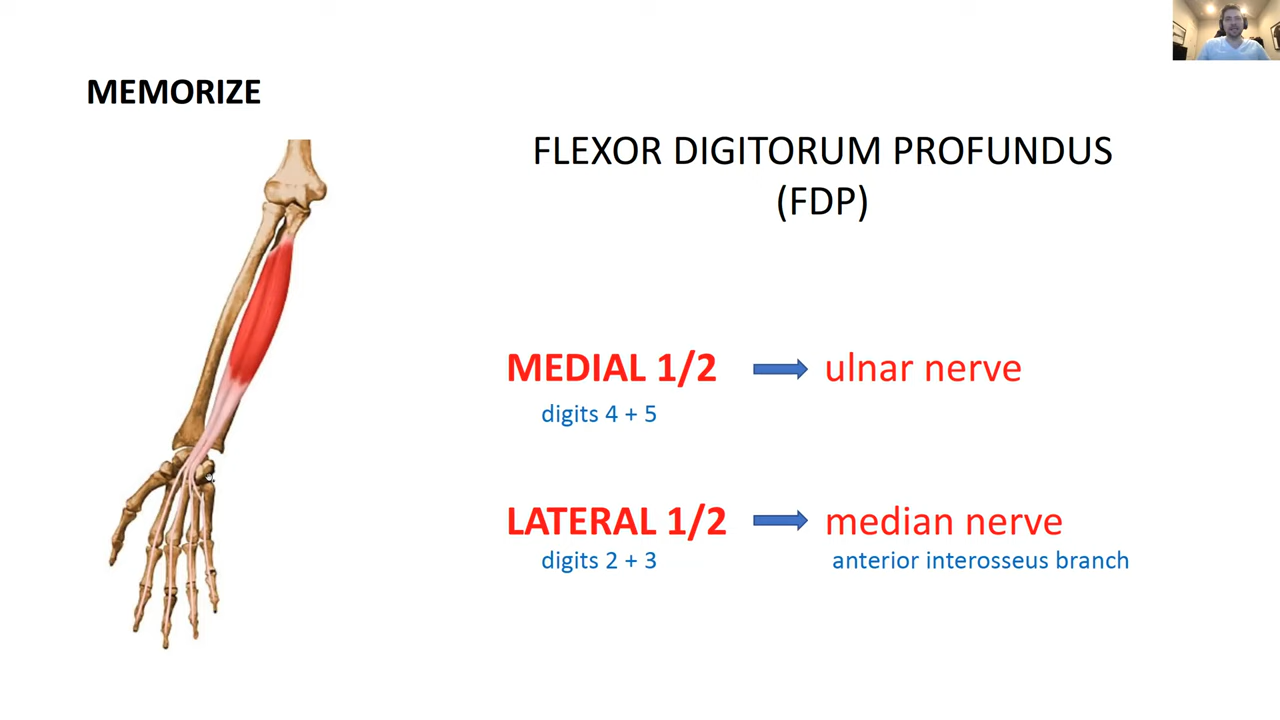 MEMORIZE
FLEXOR DIGITORUM PROFUNDUS
(FDP)
MEDIAL 1/2
ulnar nerve
digits 4 + 5
LATERAL 1/2
median nerve
digits 2 + 3
anterior interosseus branch